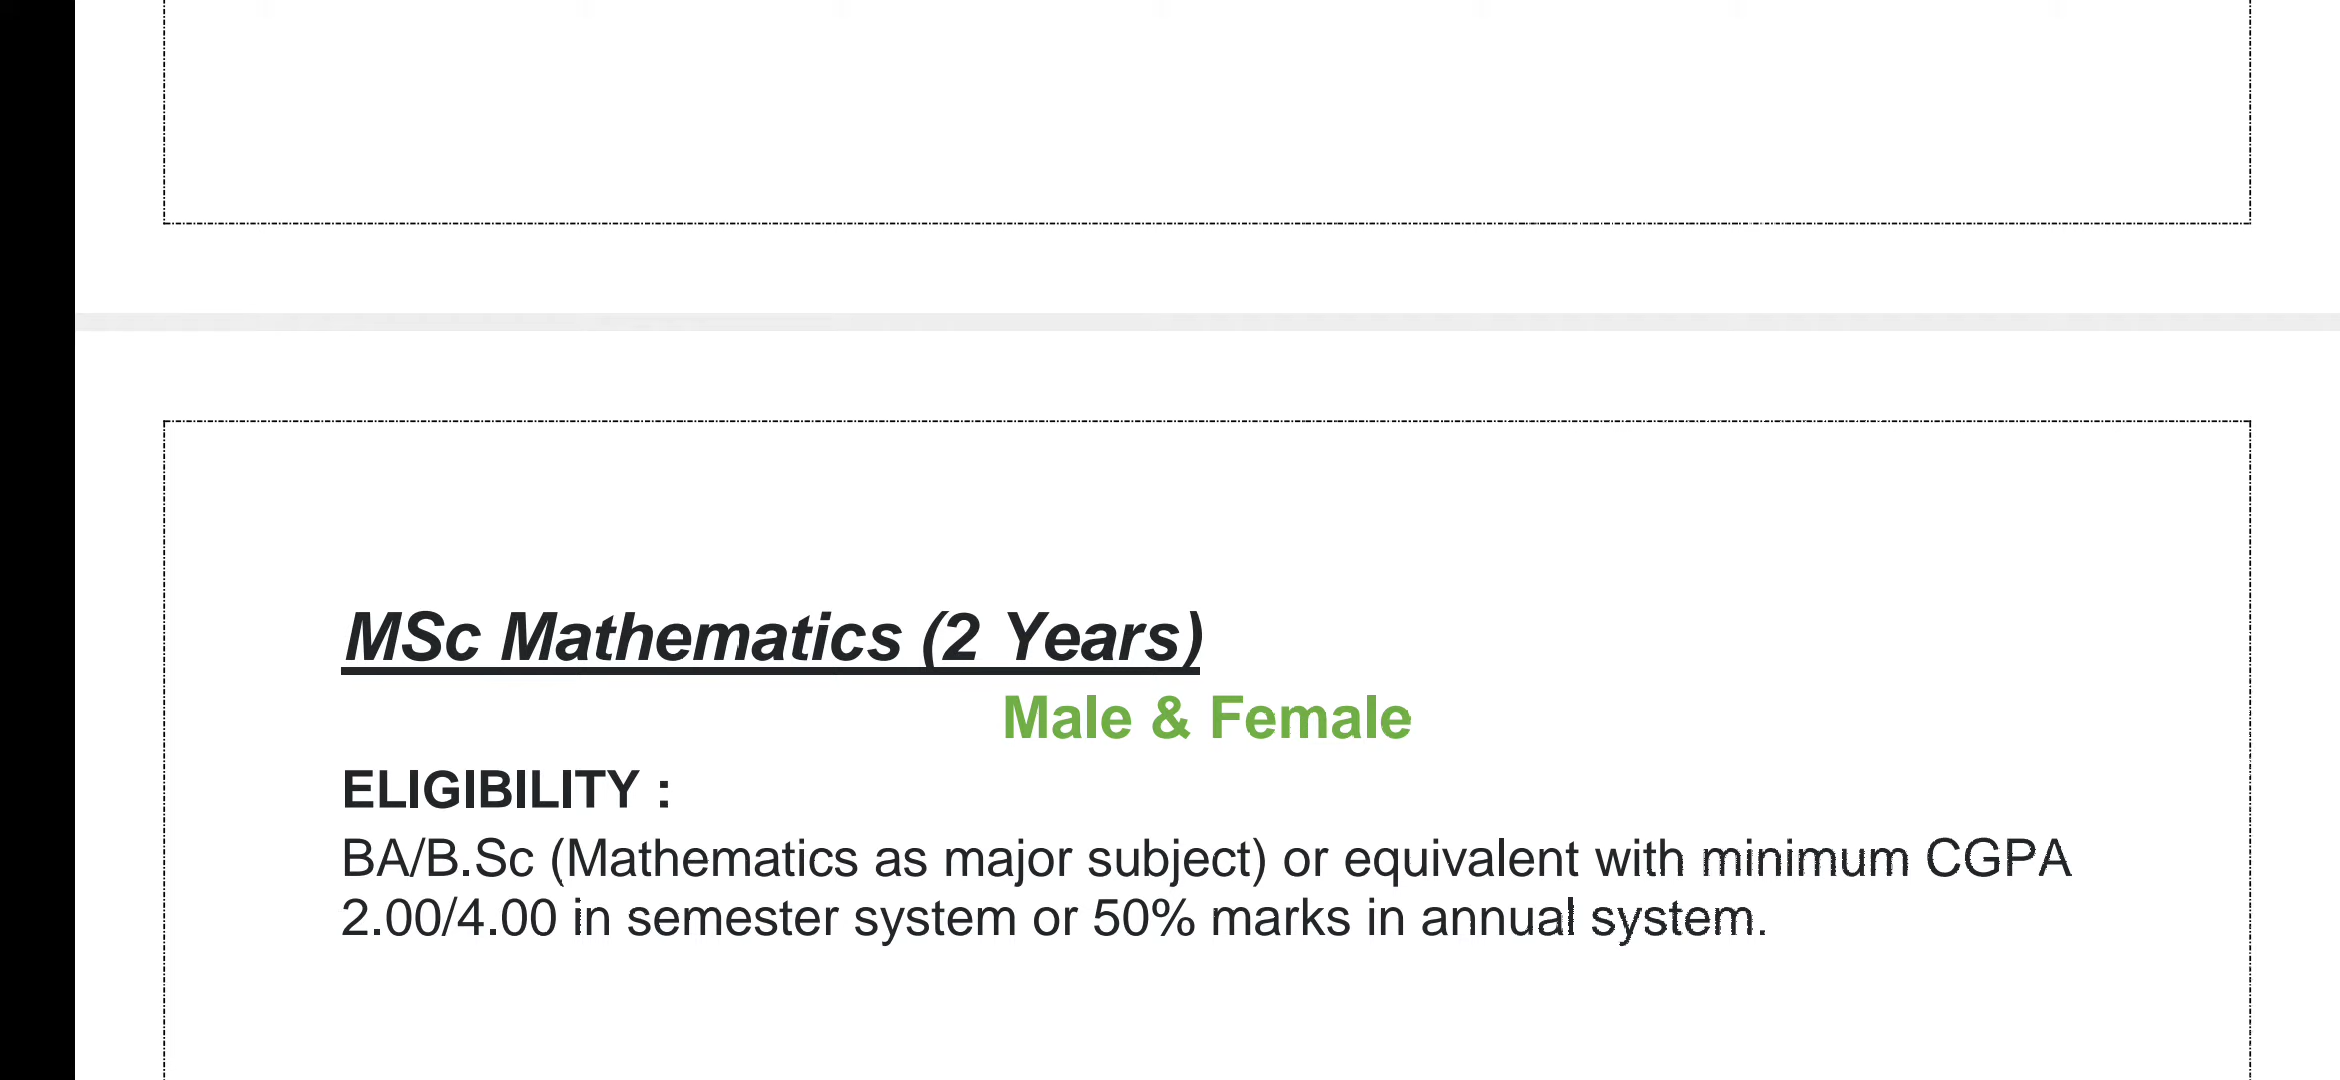 MSc Mathematics (2 Years)
Male & Female
ELIGIBILITY :
BA/B.Sc (Mathematics as major subject) or equivalent with minimum CGPA
2.00/4.00 in semester system or 50% marks in annual system.